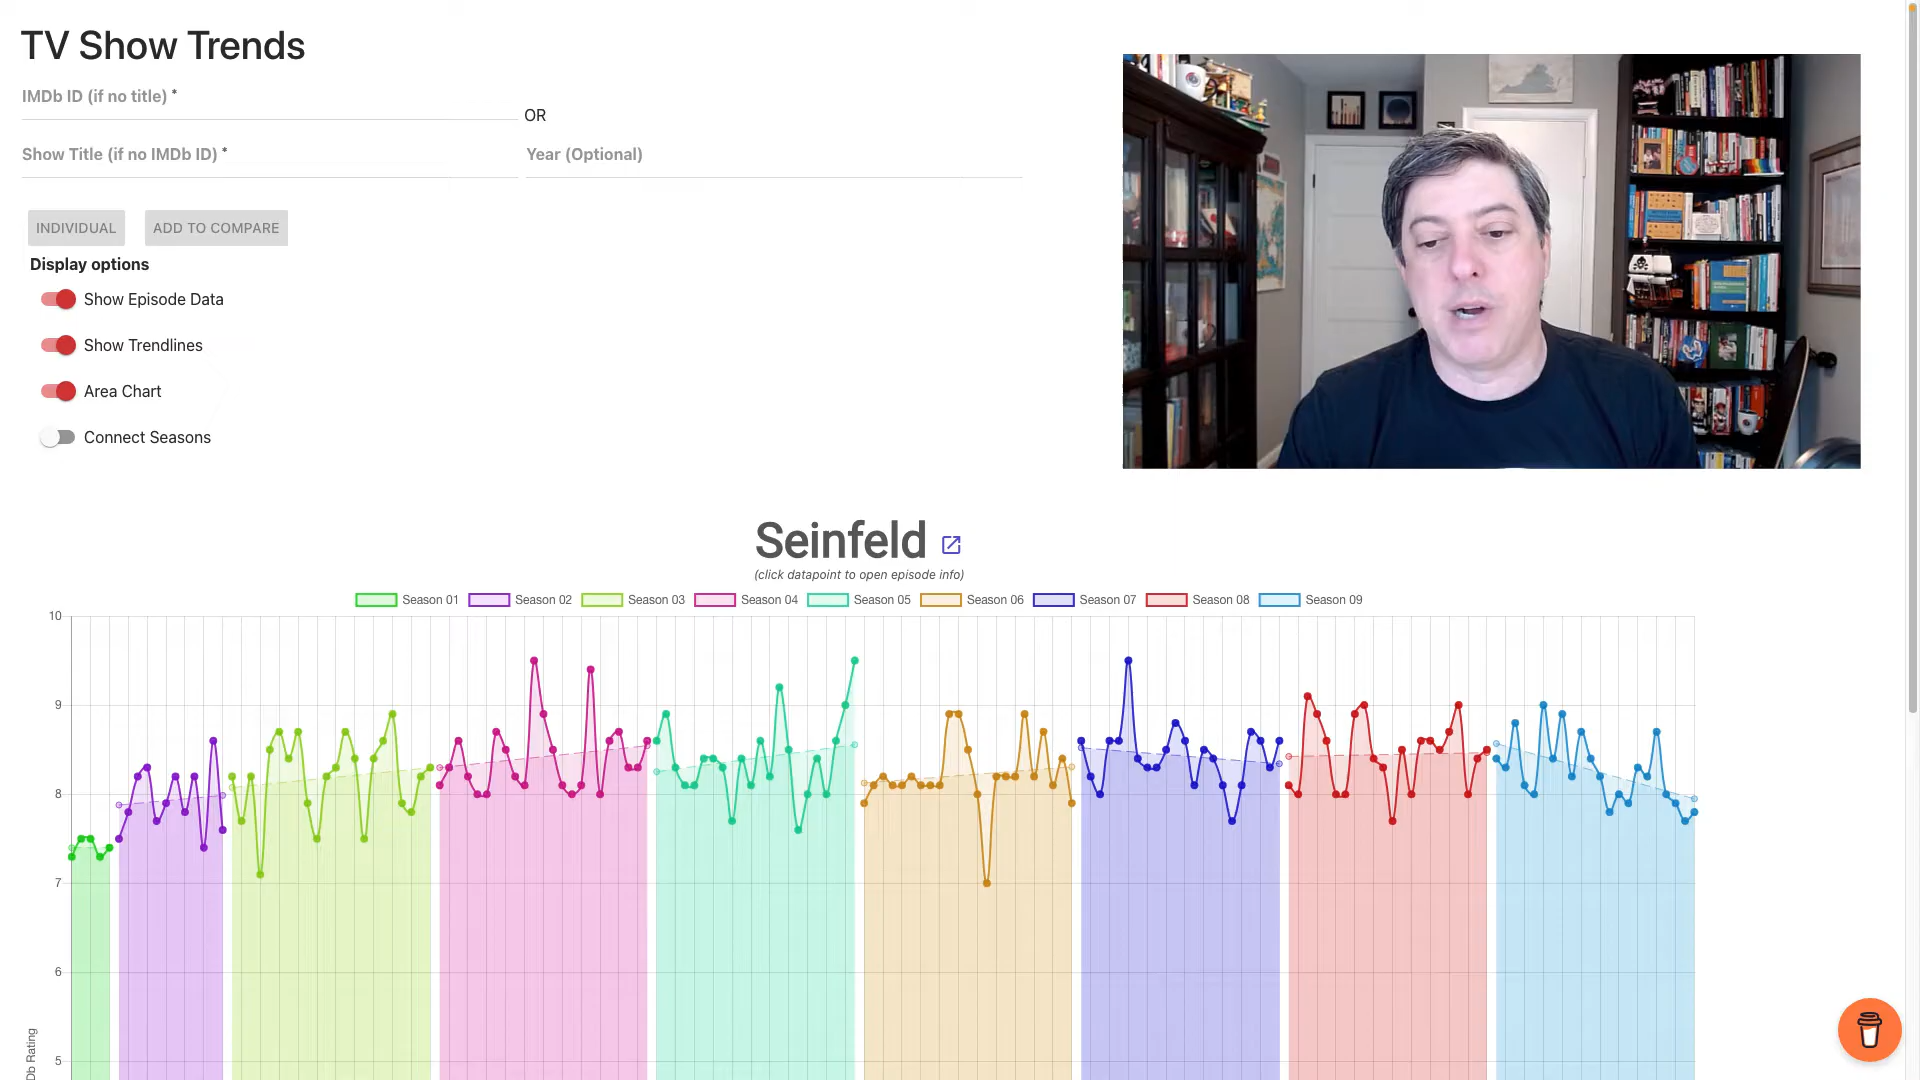 TV Show Trends
IMDb ID (if no title) *
OR
Show Title (if no IMDb ID) *
Year (Optional)
INDIVIDUAL
ADD TO COMPARE
Display options
Show Episode Data
Show Trendlines
Area Chart
Connect Seasons
Seinfeld
(click datapoint to open episode info)
Season 01 Season 02 Season 03 Season 04 Season 05 Season 06 Season 07 Season 08 Season 09
10
9
8
7
6
5
Db Rating